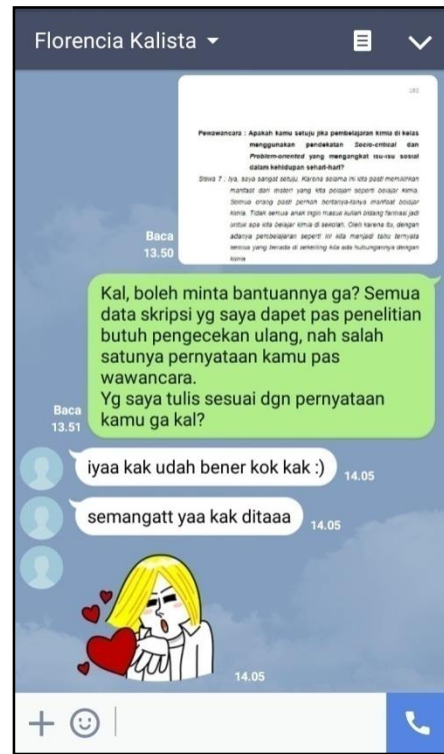 Florencia Kalista
182
Pewawancara : Apakah kamu setuju jika pembelajaran kimia di kelas
menggunakan pendekatan Socio-critical dan
Problem-oriented yang mengangkat isu-isu sosial
dalam kehidupan sehari-hari?
Siswa 7 : Iya, saya sangat setuju. Karena selama ini kita pasti memikirkan
manfaat dari materi yang kita pelajari seperti belajar kimia.
Semua orang pasti pernah bertanya-tanya manfaat belajar
kimia. Tidak semua anak ingin masuk kuliah bidang farmasi jadi
untuk apa kita belajar kimia di sekolah. Oleh karena itu, dengan
adanya pembelajaran seperti ini kita menjadi tahu ternyata
semua yang berada di sekeliling kita ada hubungannya dengan
kimia
Baca
13.50
Kal, boleh minta bantuannya ga? Semua
data skripsi yg saya dapet pas penelitian
butuh pengecekan ulang, nah salah
satunya pernyataan kamu pas
wawancara.
Yg saya tulis sesuai dgn pernyataan
kamu ga kal?
Baca
13.51
iyaa kak udah bener kok kak :)
14.05
semangatt yaa kak ditaaa
14.05
14.05